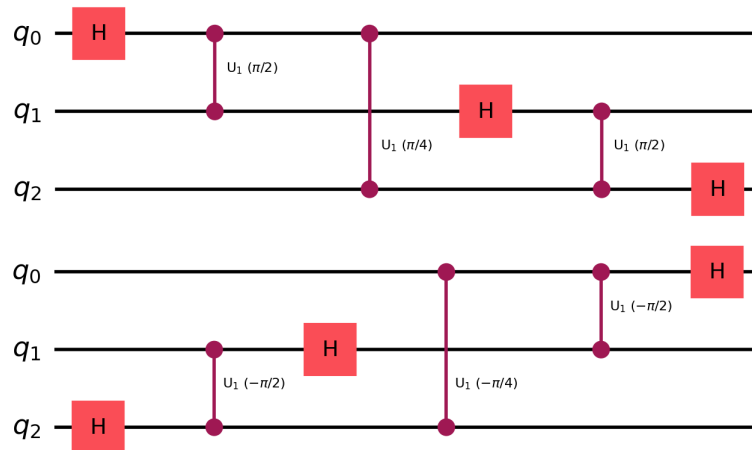 q₀ H
U₁ (π/2)
q₁ H
U₁ (π/4) U₁ (π/2)
q₂ H
q₀ H
U₁ (−π/2)
q₁ H
U₁ (−π/2) U₁ (−π/4)
q₂ H